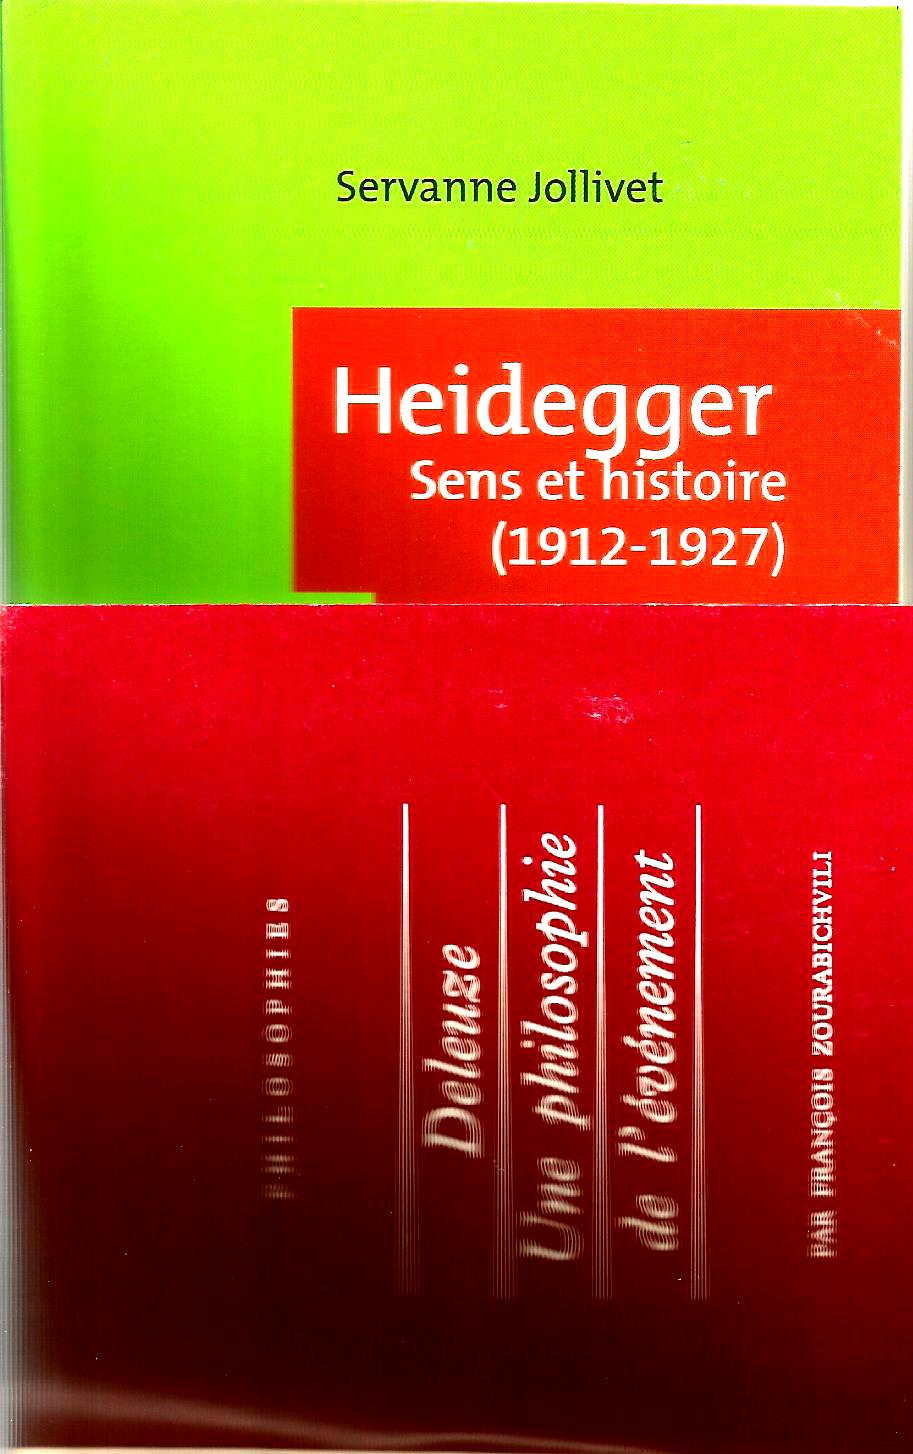 Servanne Jollivet
Heidegger
Sens et histoire
(1912-1927)
PHILOSOPHIES
Deleuze
Une philosophie
de l'événement
PAR FRANÇOIS ZOURABICHVILI